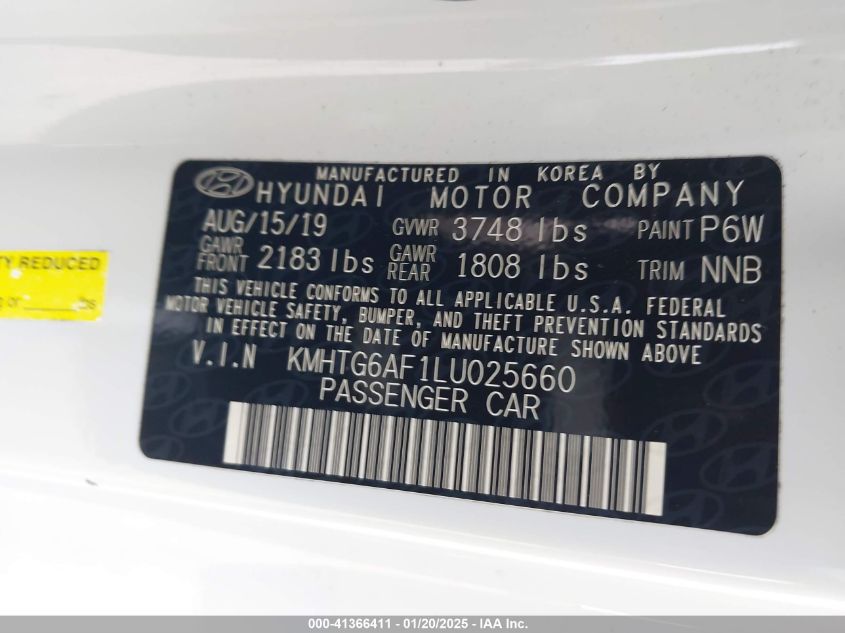 MANUFACTURED IN KOREA BY
HYUNDAI MOTOR COMPANY
AUG/15/19 GVWR 3748 lbs PAINT P6W
GAWR FRONT 2183 lbs GAWR REAR 1808 lbs TRIM NNB
THIS VEHICLE CONFORMS TO ALL APPLICABLE U.S.A. FEDERAL
MOTOR VEHICLE SAFETY, BUMPER, AND THEFT PREVENTION STANDARDS
IN EFFECT ON THE DATE OF MANUFACTURE SHOWN ABOVE
V.I.N KMHTG6AF1LU025660
PASSENGER CAR
REDUCED
000-41366411 - 01/20/2025 - IAA Inc.